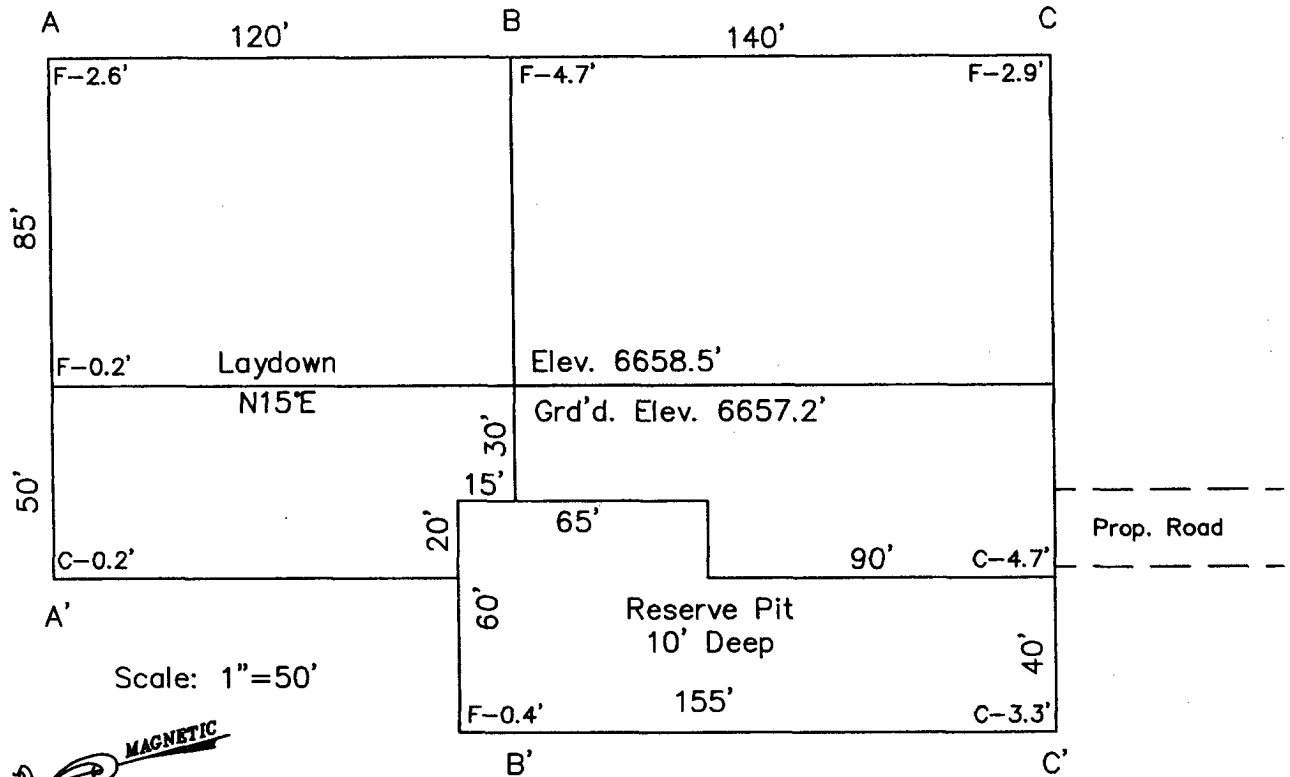 A B C
120' 140'
F-2.6' F-4.7' F-2.9'
85'
F-0.2' Laydown Elev. 6658.5'
N15°E Grd'd. Elev. 6657.2'
30'
50' 15'
20' 65' Prop. Road
C-0.2' 90' C-4.7'
A' 60' Reserve Pit
10' Deep
40'
Scale: 1"=50'
155'
F-0.4' C-3.3'
MAGNETIC
B' C'